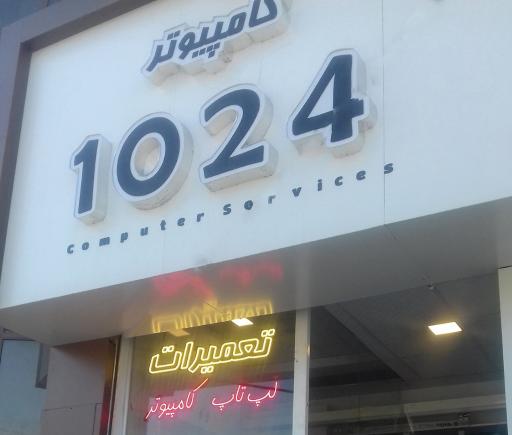 کامپیوتر
1024
Computer Services
تعمیرات
لپ تاپ کامپیوتر